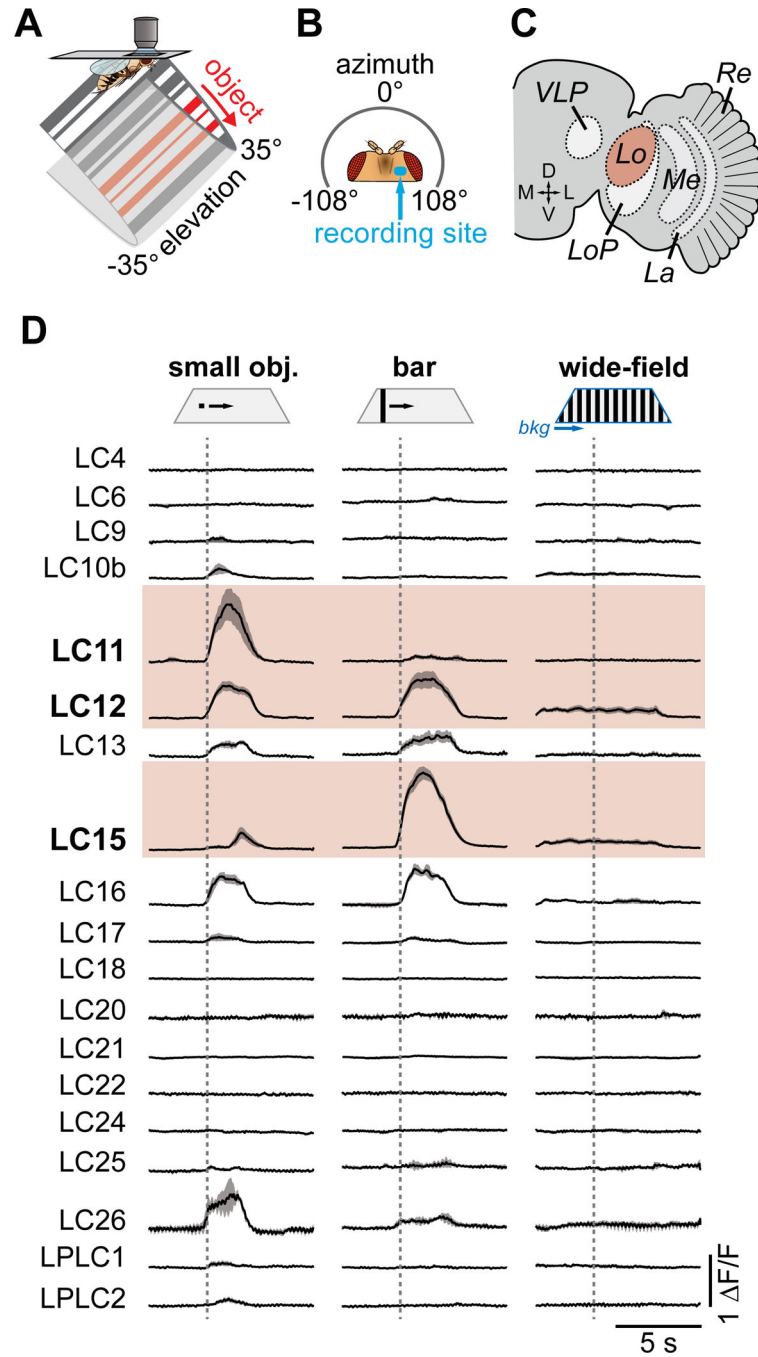 A
object
35°
elevation
-35°
B
azimuth
0°
-108° 108°
recording site
C
VLP
Re
Lo
Me
D
M L
V
LoP
La
D
small obj. bar wide-field
bkg
LC4
LC6
LC9
LC10b
LC11
LC12
LC13
LC15
LC16
LC17
LC18
LC20
LC21
LC22
LC24
LC25
LC26
LPLC1
LPLC2
1 ΔF/F
5 s